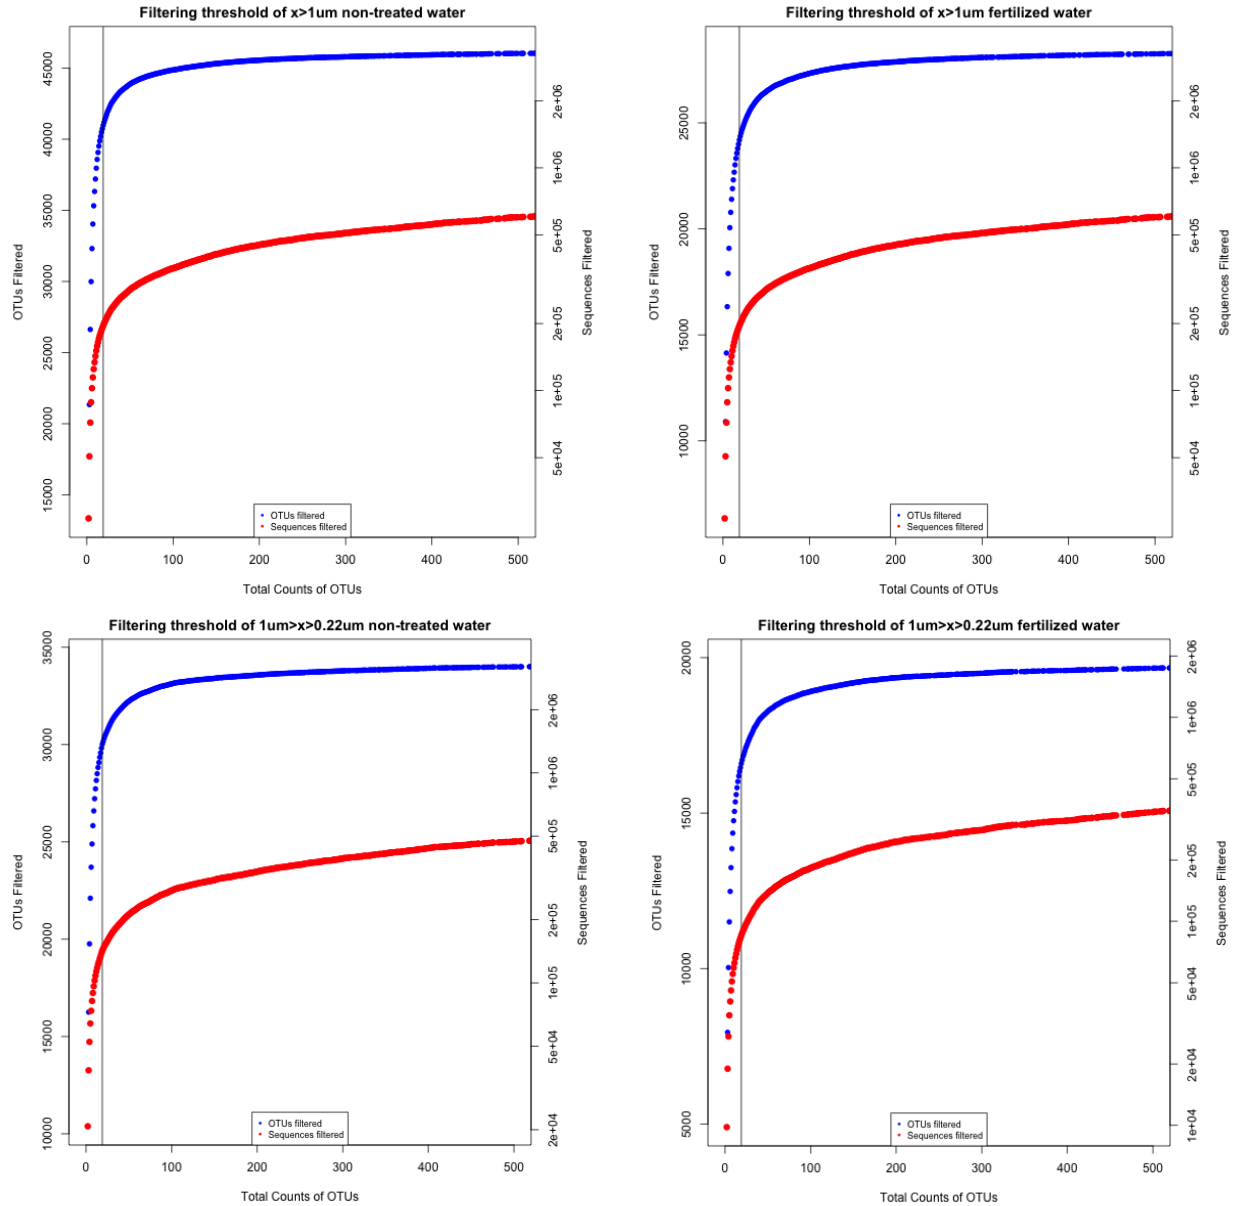 Filtering threshold of x>1um non-treated water
OTUs Filtered
45000
40000
35000
30000
25000
20000
15000
2e+06
1e+06
5e+05
2e+05
1e+05
5e+04
Sequences Filtered
OTUs filtered
Sequences filtered
0 100 200 300 400 500
Total Counts of OTUs
Filtering threshold of x>1um fertilized water
OTUs Filtered
25000
20000
15000
10000
2e+06
1e+06
5e+05
2e+05
1e+05
5e+04
Sequences Filtered
OTUs filtered
Sequences filtered
0 100 200 300 400 500
Total Counts of OTUs
Filtering threshold of 1um>x>0.22um non-treated water
OTUs Filtered
35000
30000
25000
20000
15000
10000
2e+06
1e+06
5e+05
2e+05
1e+05
5e+04
2e+04
Sequences Filtered
OTUs filtered
Sequences filtered
0 100 200 300 400 500
Total Counts of OTUs
Filtering threshold of 1um>x>0.22um fertilized water
OTUs Filtered
20000
15000
10000
5000
2e+06
1e+06
5e+05
2e+05
1e+05
5e+04
2e+04
1e+04
Sequences Filtered
OTUs filtered
Sequences filtered
0 100 200 300 400 500
Total Counts of OTUs